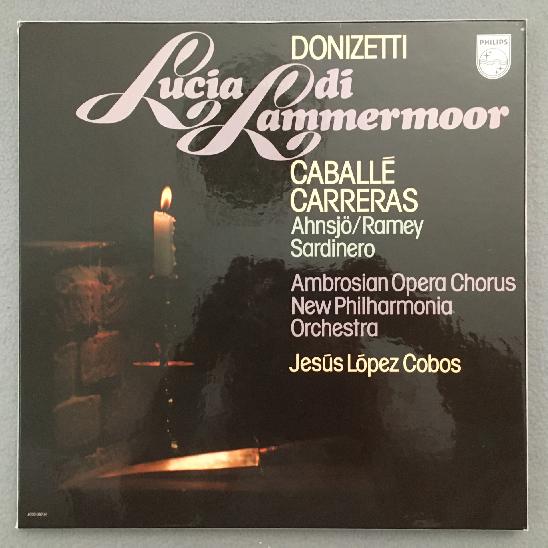 DONIZETTI
PHILIPS
Lucia di
Lammermoor
CABALLÉ
CARRERAS
Ahnsjö/Ramey
Sardinero
Ambrosian Opera Chorus
New Philharmonia
Orchestra
Jesús López Cobos